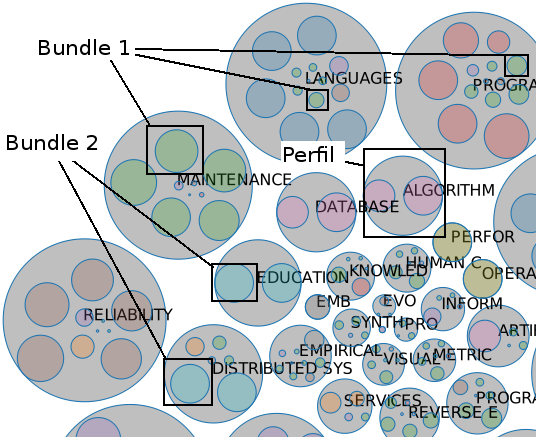 Bundle 1
LANGUAGES
PROGRA
Bundle 2
Perfil
MAINTENANCE
ALGORITHM
DATABASE
PERFOR
HUMAN C
EDUCATION
KNOWLED
OPERA
EMB
EVO
INFORM
RELIABILITY
SYNTH
PRO
ARTIF
EMPIRICAL
VISUAL
METRIC
DISTRIBUTED SYS
SERVICES
PROGRA
REVERSE E